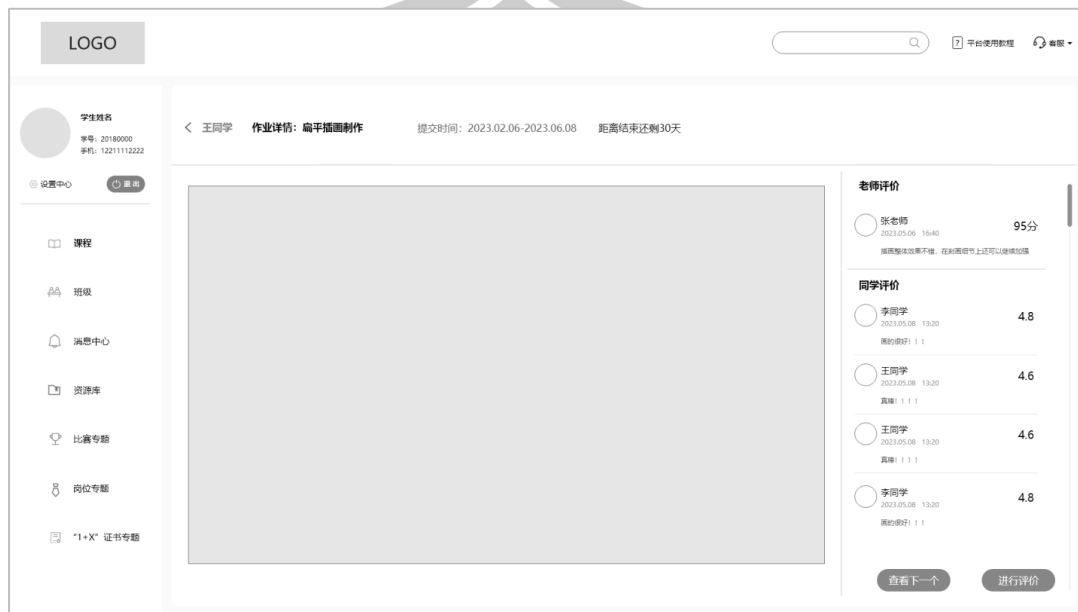 LOGO
? 平台使用教程 客服
学生姓名
学号: 20180000
手机: 12211112222
设置中心 退出
课程
班级
消息中心
资源库
比赛专题
岗位专题
“1+X” 证书专题
王同学 作业详情: 扁平插画制作 提交时间: 2023.02.06-2023.06.08 距离结束还剩30天
老师评价
张老师 95分
2023.05.06 16:40
插画整体效果不错, 在刻画细节上还可以继续加强
同学评价
李同学 4.8
2023.05.08 13:20
画的很好! ! !
王同学 4.6
2023.05.08 13:20
真棒! ! ! !
王同学 4.6
2023.05.08 13:20
真棒! ! ! !
李同学 4.8
2023.05.08 13:20
画的很好! ! !
查看下一个 进行评价